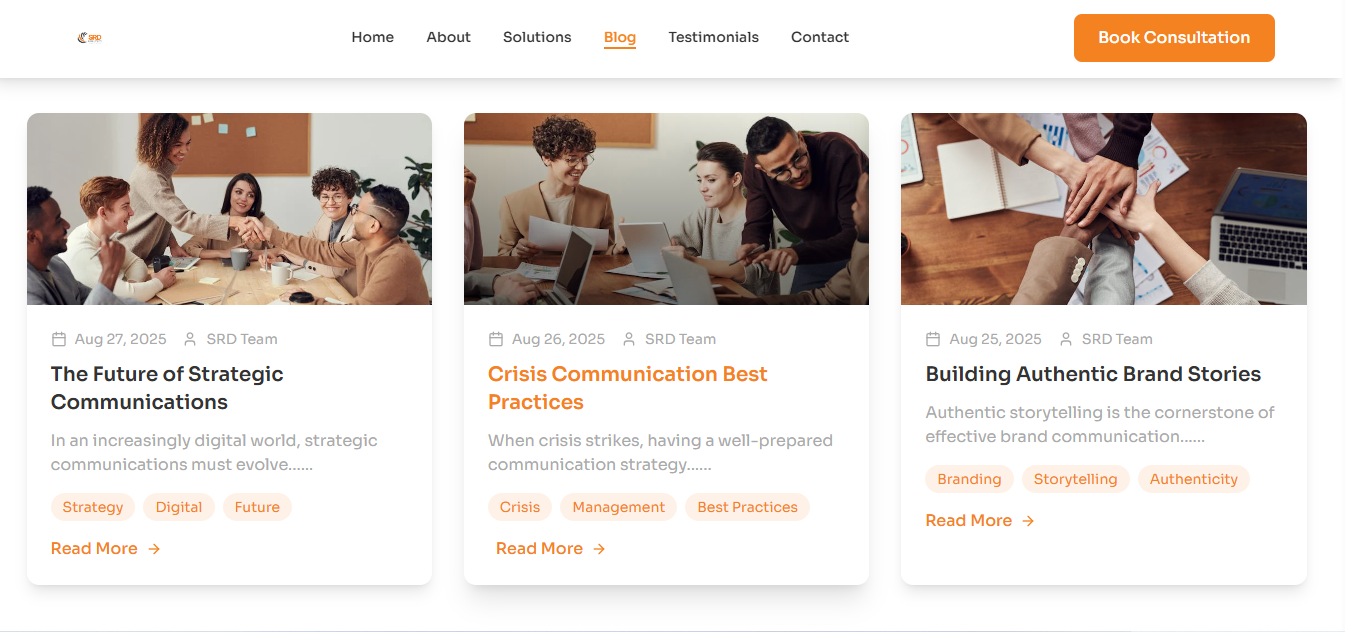 SRD
Home About Solutions Blog Testimonials Contact
Book Consultation
Aug 27, 2025 SRD Team
The Future of Strategic
Communications
In an increasingly digital world, strategic
communications must evolve......
Strategy Digital Future
Read More →
Aug 26, 2025 SRD Team
Crisis Communication Best
Practices
When crisis strikes, having a well-prepared
communication strategy......
Crisis Management Best Practices
Read More →
Aug 25, 2025 SRD Team
Building Authentic Brand Stories
Authentic storytelling is the cornerstone of
effective brand communication......
Branding Storytelling Authenticity
Read More →